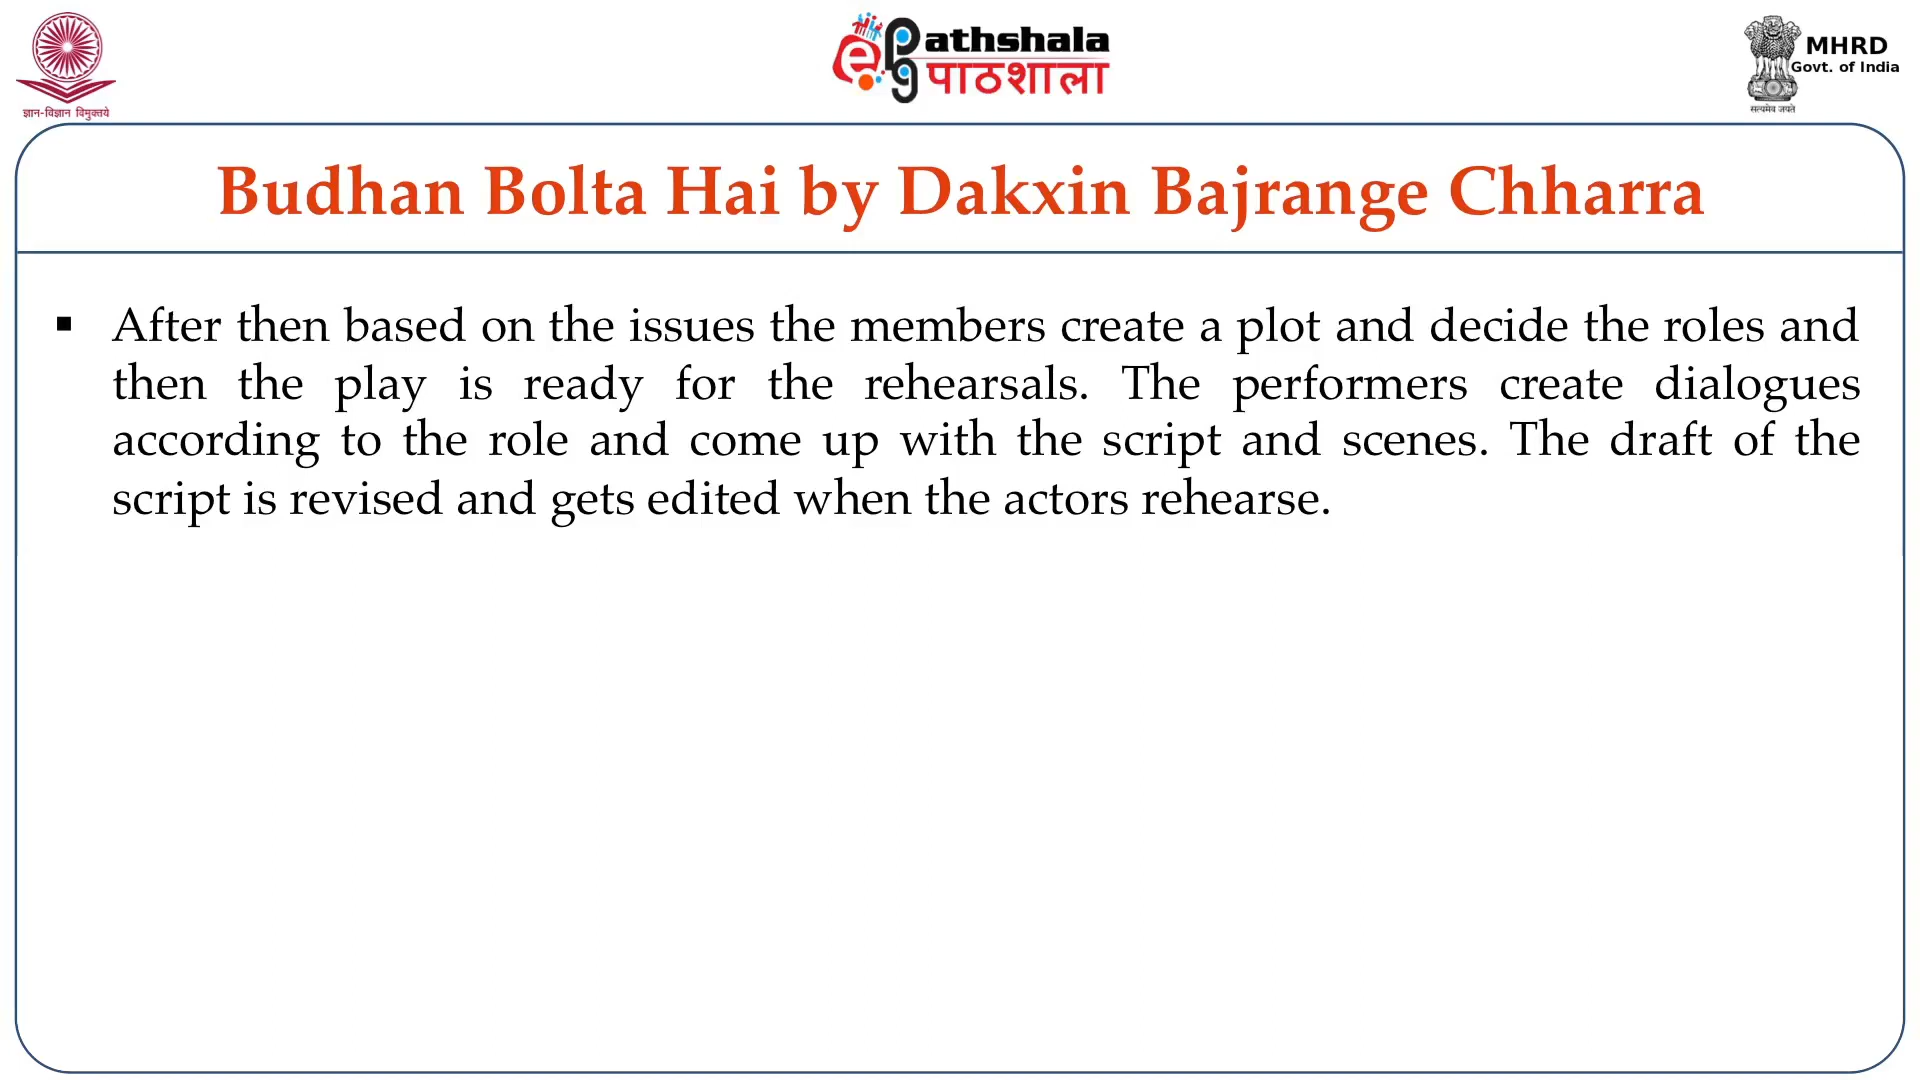 ज्ञान-विज्ञान विमुक्तये
ePathshala
पाठशाला
MHRD
Govt. of India
सत्यमेव जयते
Budhan Bolta Hai by Dakxin Bajrange Chharra
▪ After then based on the issues the members create a plot and decide the roles and
then the play is ready for the rehearsals. The performers create dialogues
according to the role and come up with the script and scenes. The draft of the
script is revised and gets edited when the actors rehearse.